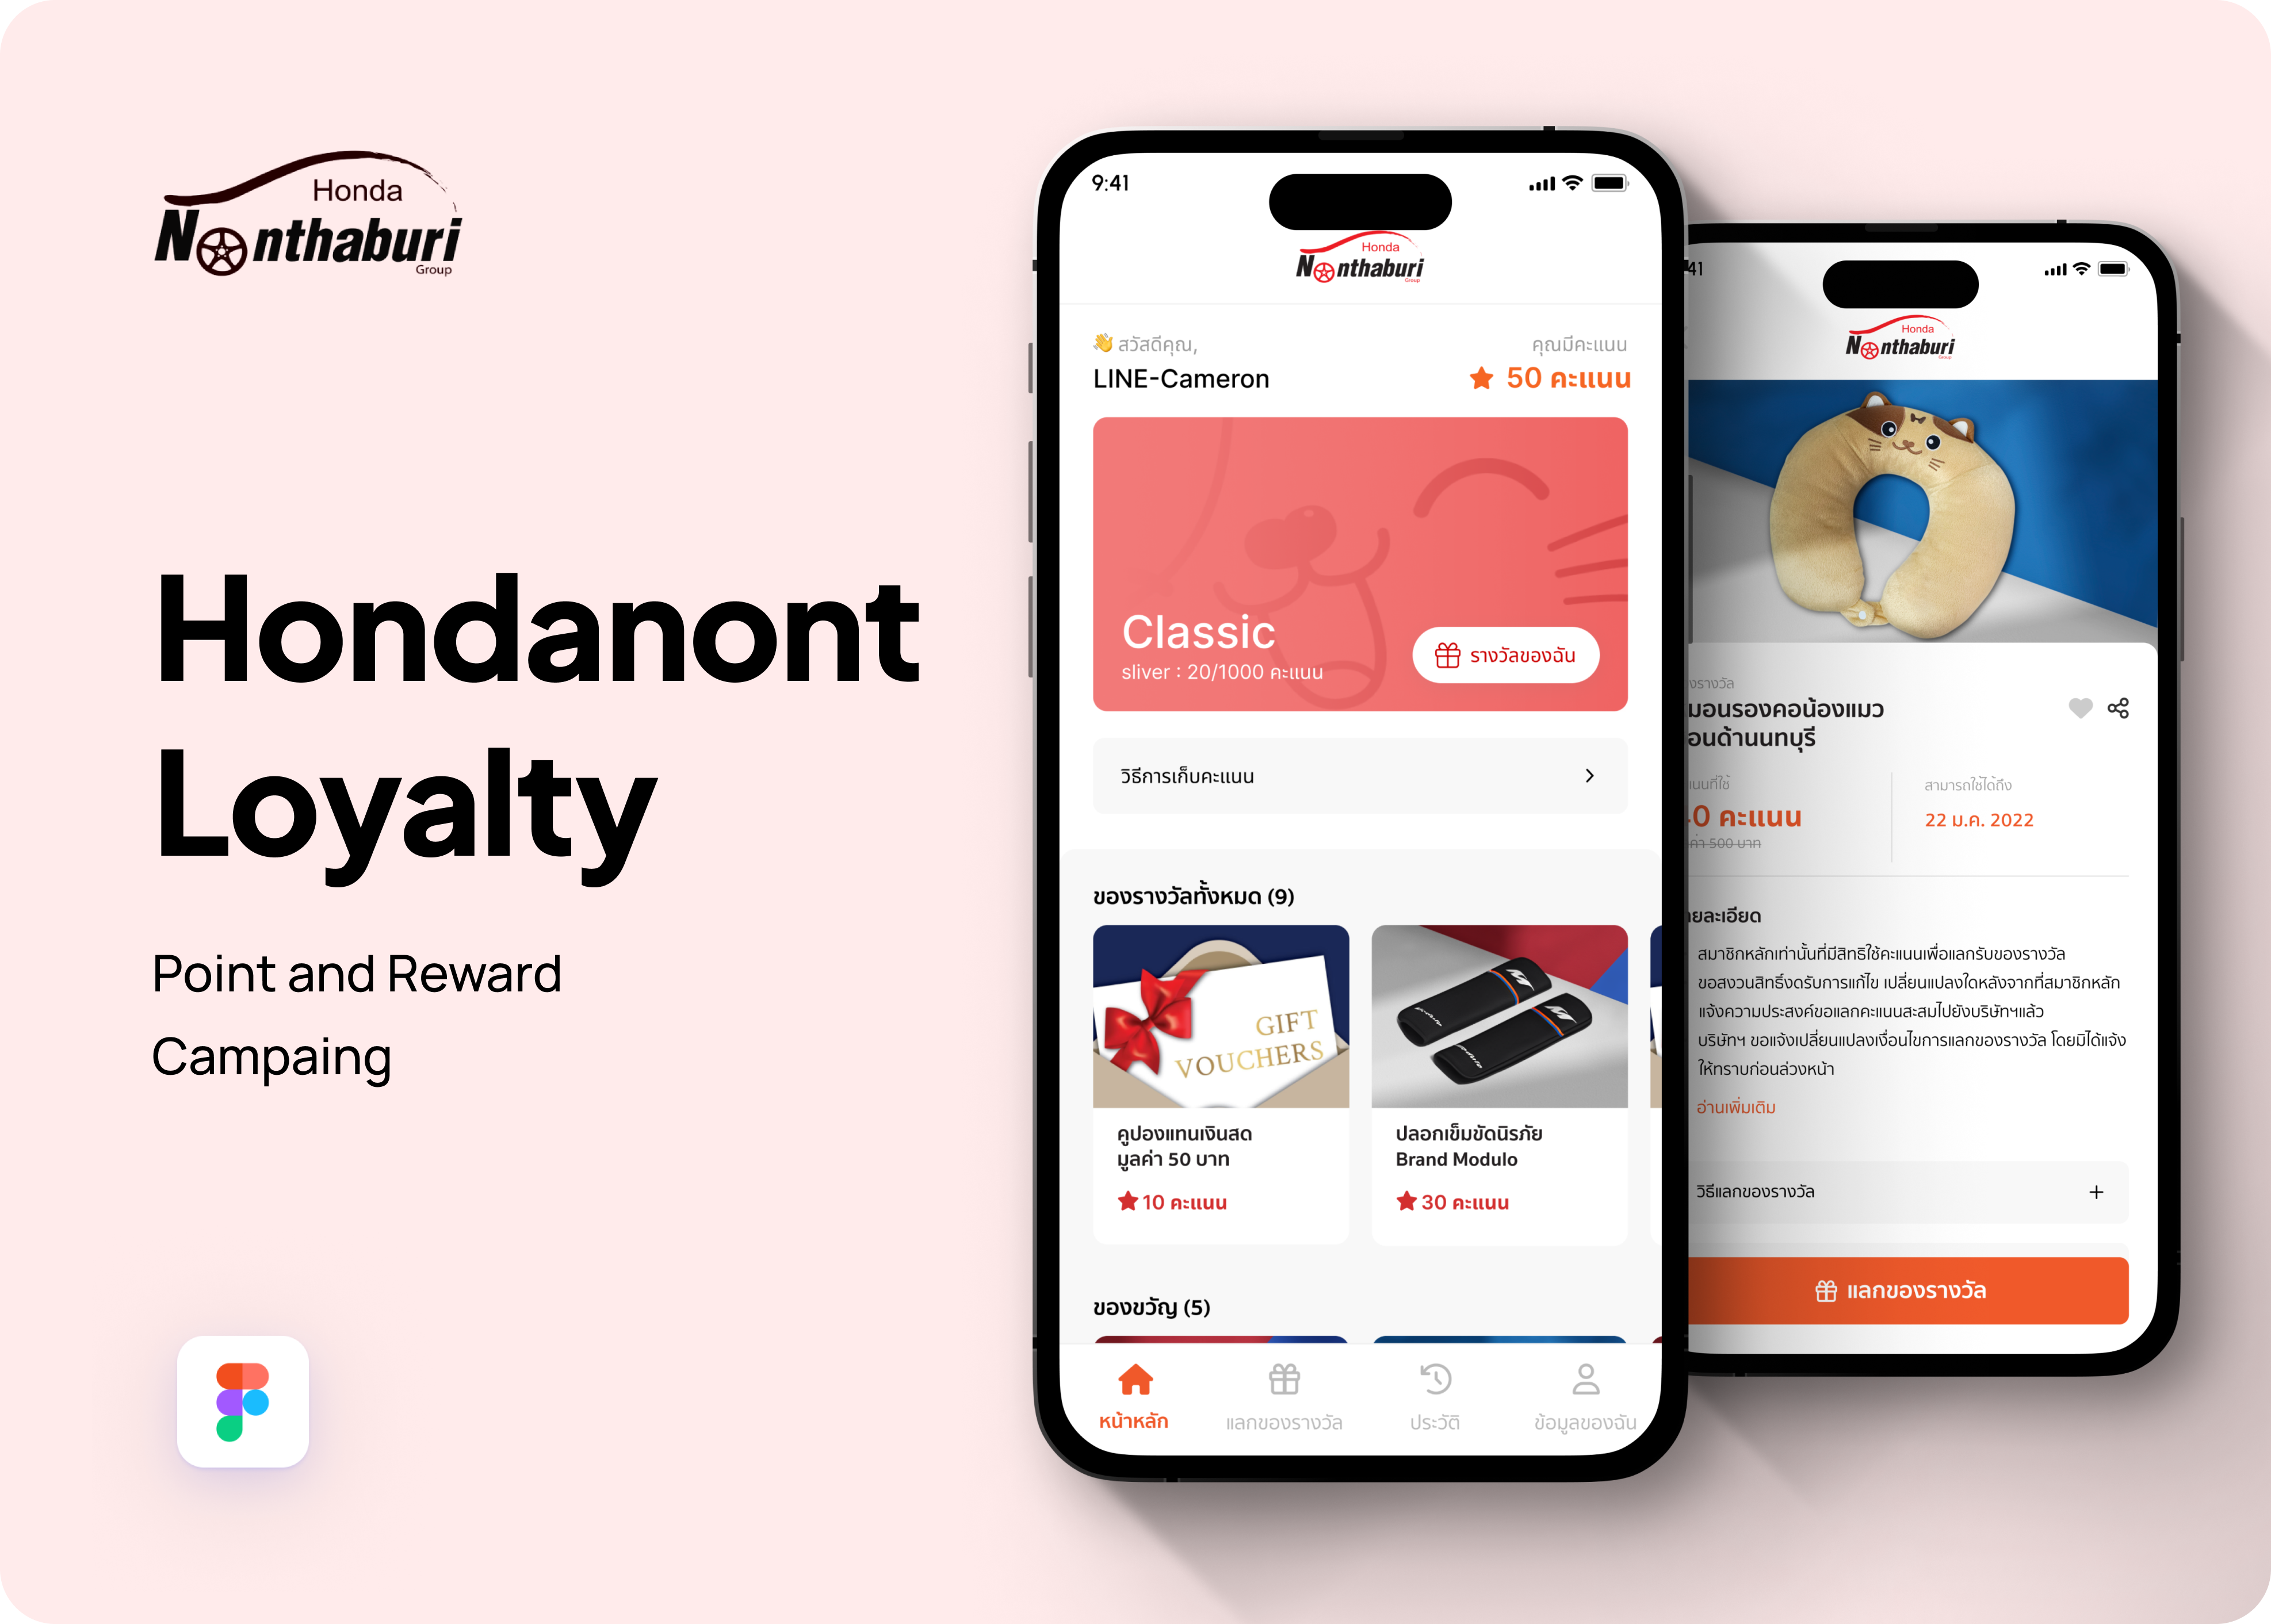 Honda
Nonthaburi
Group
Hondanont
Loyalty
Point and Reward
Campaing
9:41
Honda
Nonthaburi
Group
สวัสดีคุณ,
LINE-Cameron
คุณมีคะแนน
50 คะแนน
Classic
sliver : 20/1000 คะแนน
รางวัลของฉัน
วิธีการเก็บคะแนน
ของรางวัลทั้งหมด (9)
GIFT
VOUCHERS
คูปองแทนเงินสด
มูลค่า 50 บาท
10 คะแนน
modulo
modulo
ปลอกเข็มขัดนิรภัย
Brand Modulo
30 คะแนน
ของขวัญ (5)
หน้าหลัก
แลกของรางวัล
ประวัติ
ข้อมูลของฉัน
41
Honda
Nonthaburi
Group
งรางวัล
มอนรองคอน้องแมว
อนด้านนทบุรี
นนที่ใช้
0 คะแนน
ค่า 500 บาท
สามารถใช้ได้ถึง
22 ม.ค. 2022
ยละเอียด
สมาชิกหลักเท่านั้นที่มีสิทธิใช้คะแนนเพื่อแลกรับของรางวัล
ขอสงวนสิทธิ์งดรับการแก้ไข เปลี่ยนแปลงใดหลังจากที่สมาชิกหลัก
แจ้งความประสงค์ขอแลกคะแนนสะสมไปยังบริษัทฯแล้ว
บริษัทฯ ขอแจ้งเปลี่ยนแปลงเงื่อนไขการแลกของรางวัล โดยมิได้แจ้ง
ให้ทราบก่อนล่วงหน้า
อ่านเพิ่มเติม
วิธีแลกของรางวัล
แลกของรางวัล